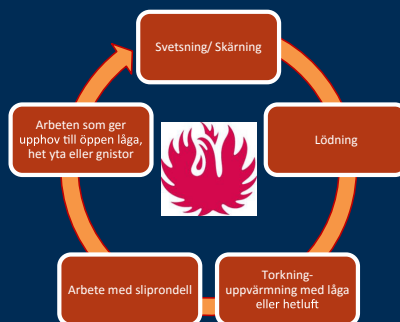 Svetsning/ Skärning
Lödning
Torkning-
uppvärmning med låga
eller hetluft
Arbete med sliprondell
Arbeten som ger
upphov till öppen låga,
het yta eller gnistor